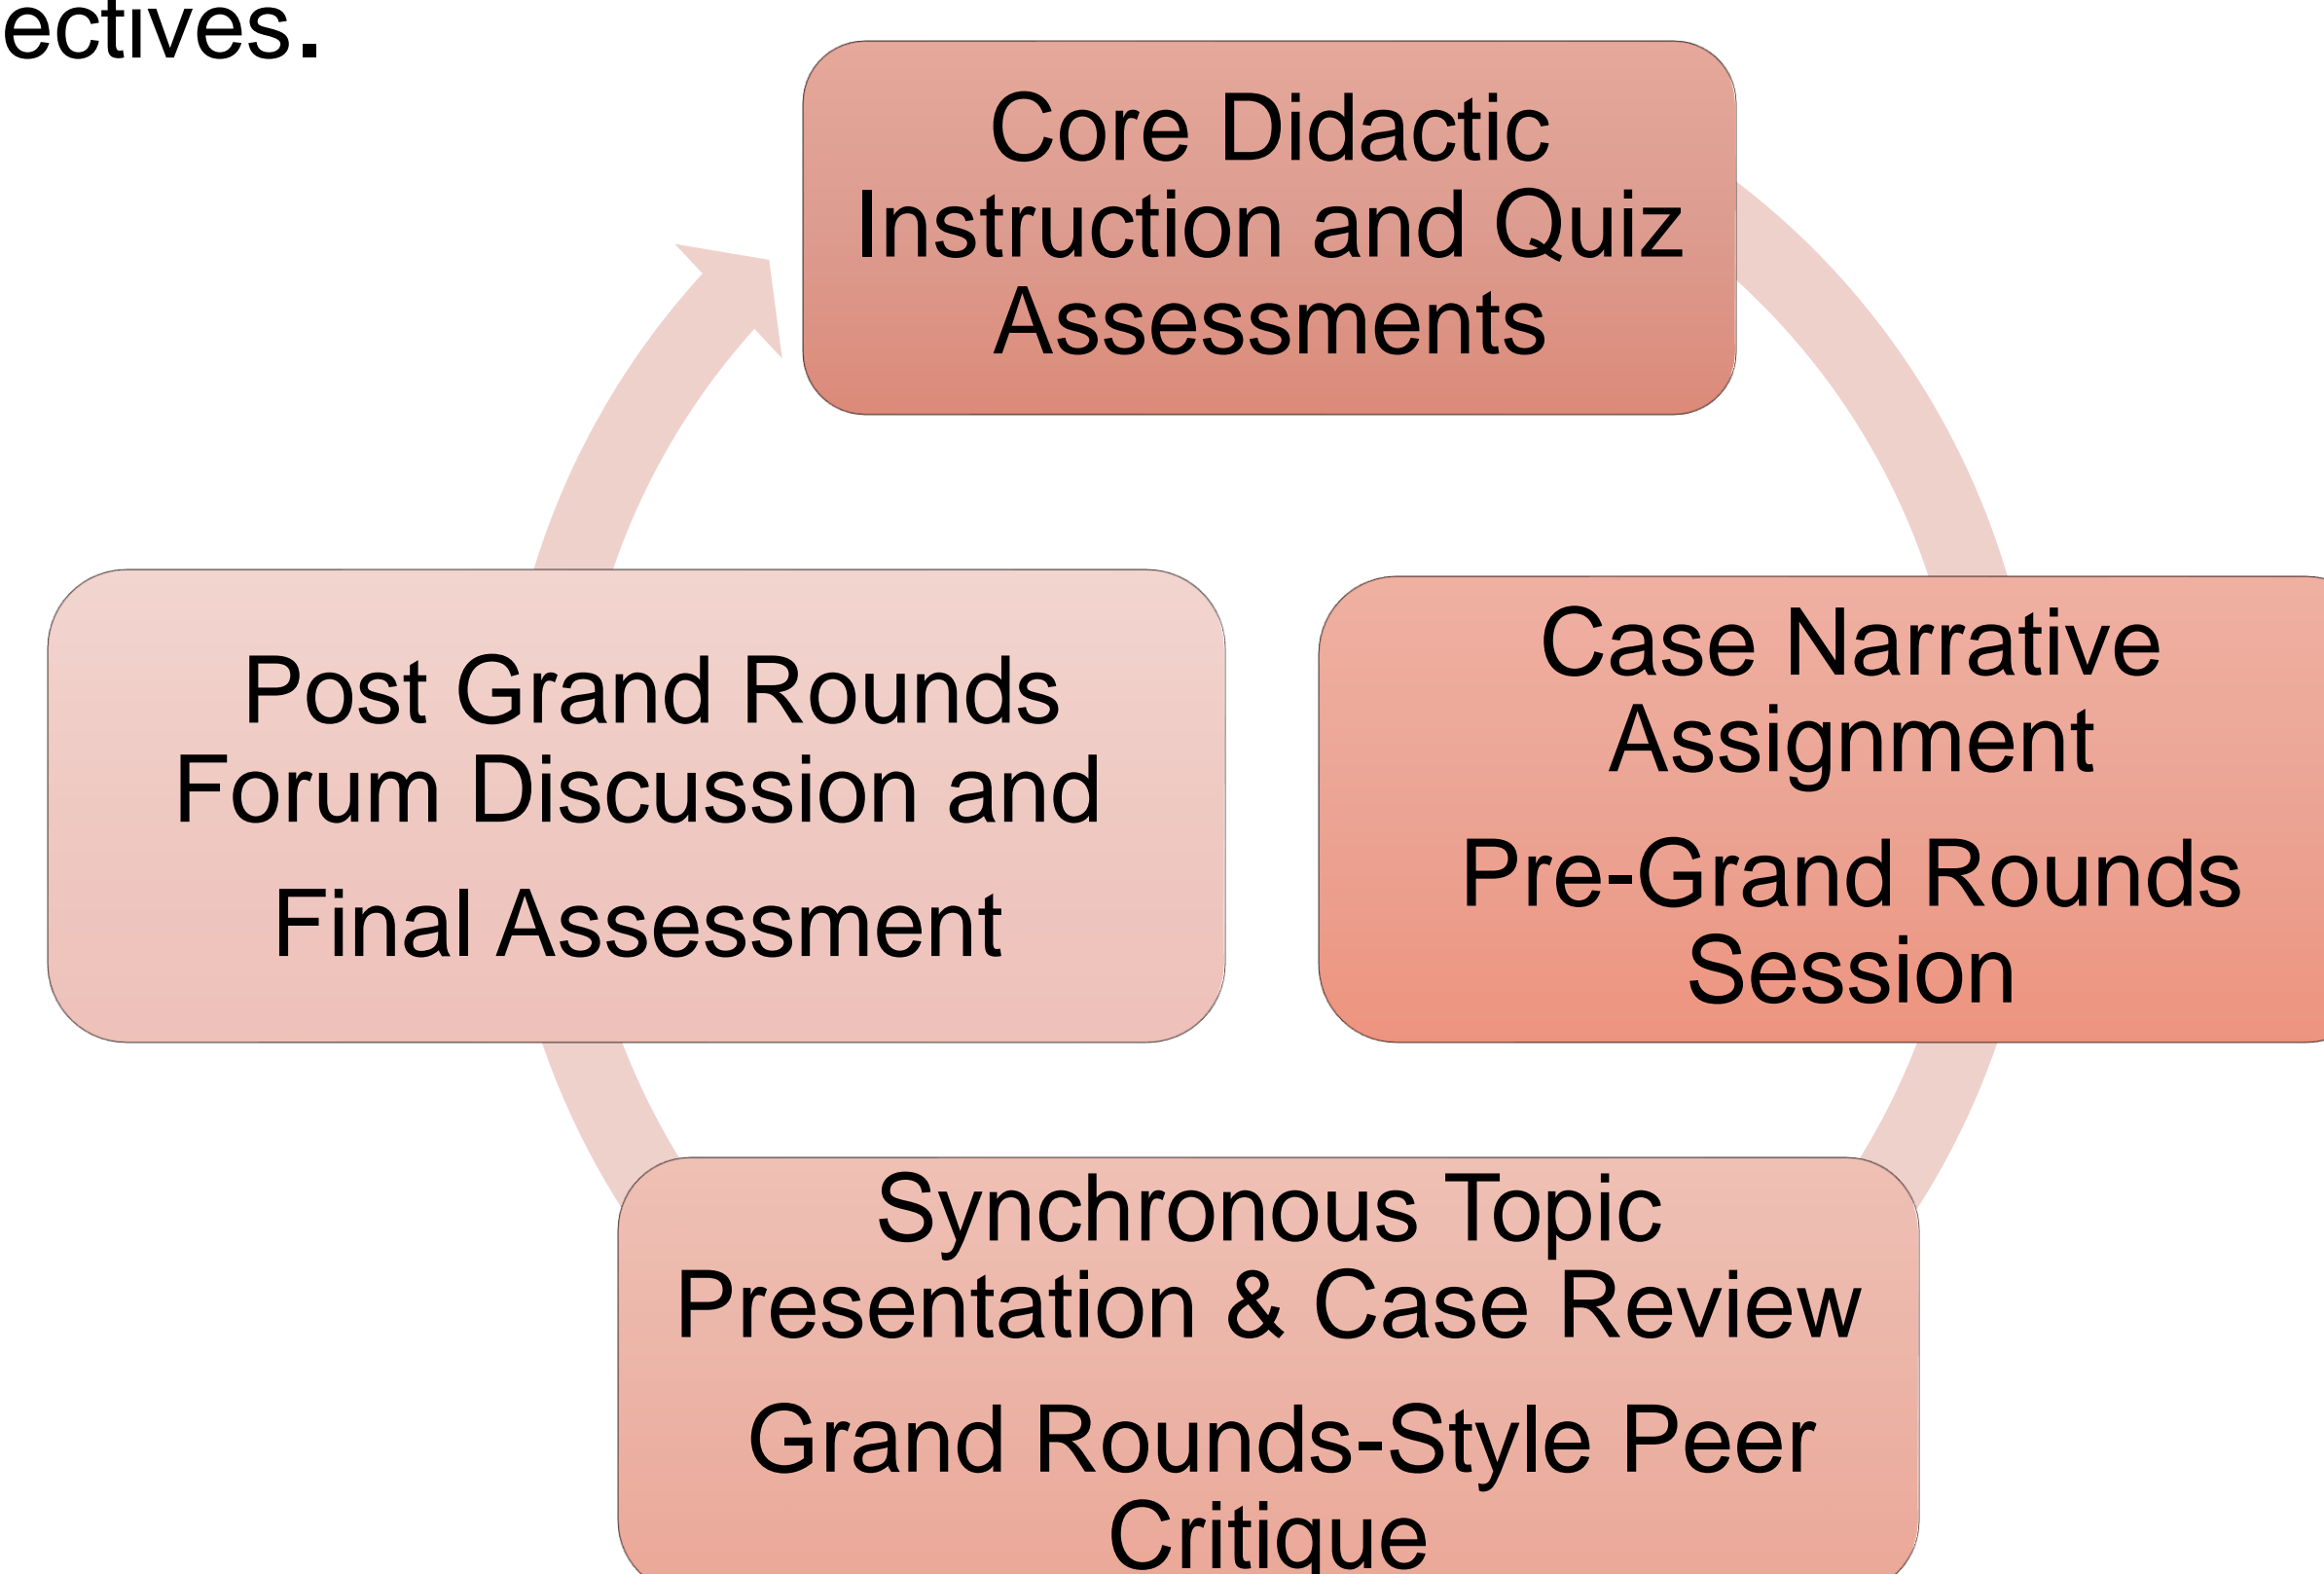 ectives.
Core Didactic
Instruction and Quiz
Assessments
Case Narrative
Assignment
Pre-Grand Rounds
Session
Synchronous Topic
Presentation & Case Review
Grand Rounds-Style Peer
Critique
Post Grand Rounds
Forum Discussion and
Final Assessment